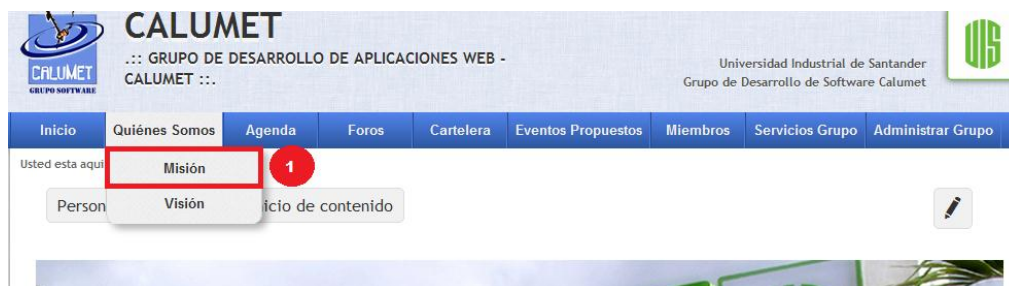 CALUMET
.:: GRUPO DE DESARROLLO DE APLICACIONES WEB -
CALUMET ::.
CALUMET
GRUPO SOFTWARE
Universidad Industrial de Santander
Grupo de Desarrollo de Software Calumet
UIS
Inicio Quiénes Somos Agenda Foros Cartelera Eventos Propuestos Miembros Servicios Grupo Administrar Grupo
Usted esta aqui
Misión 1
Person Visión icio de contenido